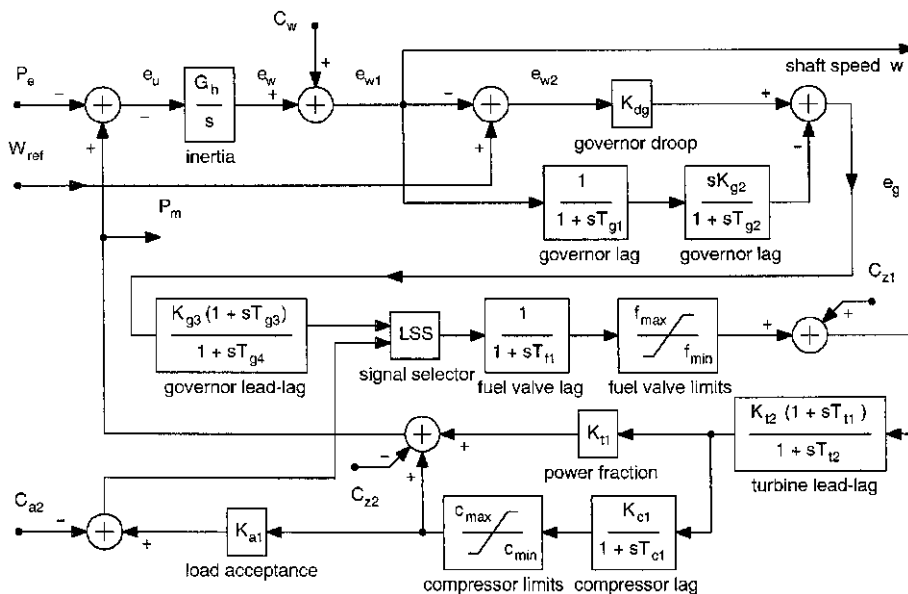 C_w
P_e
−
+
e_u
−
G_h
s
inertia
e_w
+
+
e_w1
−
+
e_w2
K_dg
governor droop
+
−
shaft speed w
W_ref
+
P_m
1
1 + sT_g1
governor lag
sK_g2
1 + sT_g2
governor lag
e_g
C_z1
K_g3 (1 + sT_g3)
1 + sT_g4
governor lead-lag
LSS
signal selector
1
1 + sT_f1
fuel valve lag
f_max
f_min
fuel valve limits
+
+
K_t2 (1 + sT_t1)
1 + sT_t2
turbine lead-lag
K_t1
power fraction
+
−
+
C_z2
C_a2
−
+
K_a1
load acceptance
c_max
c_min
compressor limits
K_c1
1 + sT_c1
compressor lag